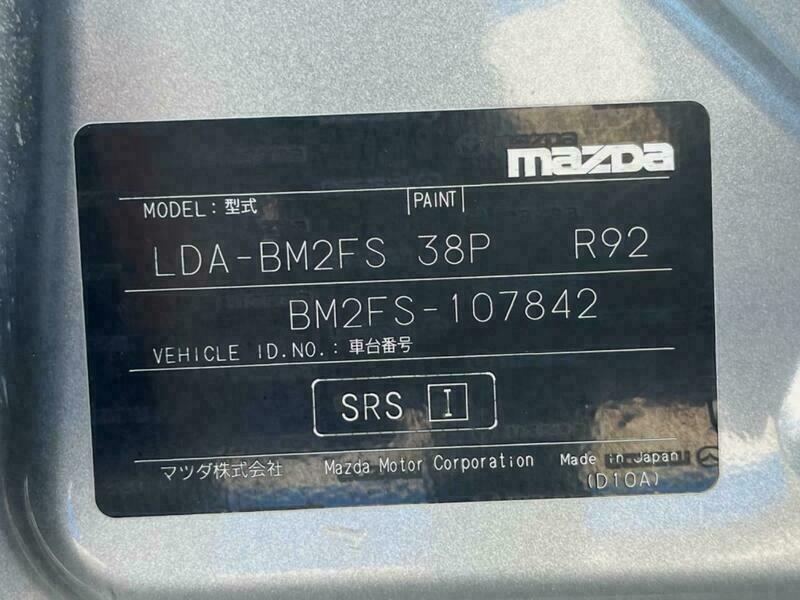 mazda
MODEL: 型式 PAINT
LDA-BM2FS 38P R92
BM2FS-107842
VEHICLE ID.NO.: 車台番号
SRS I
マツダ株式会社 Mazda Motor Corporation Made in Japan
(D10A)